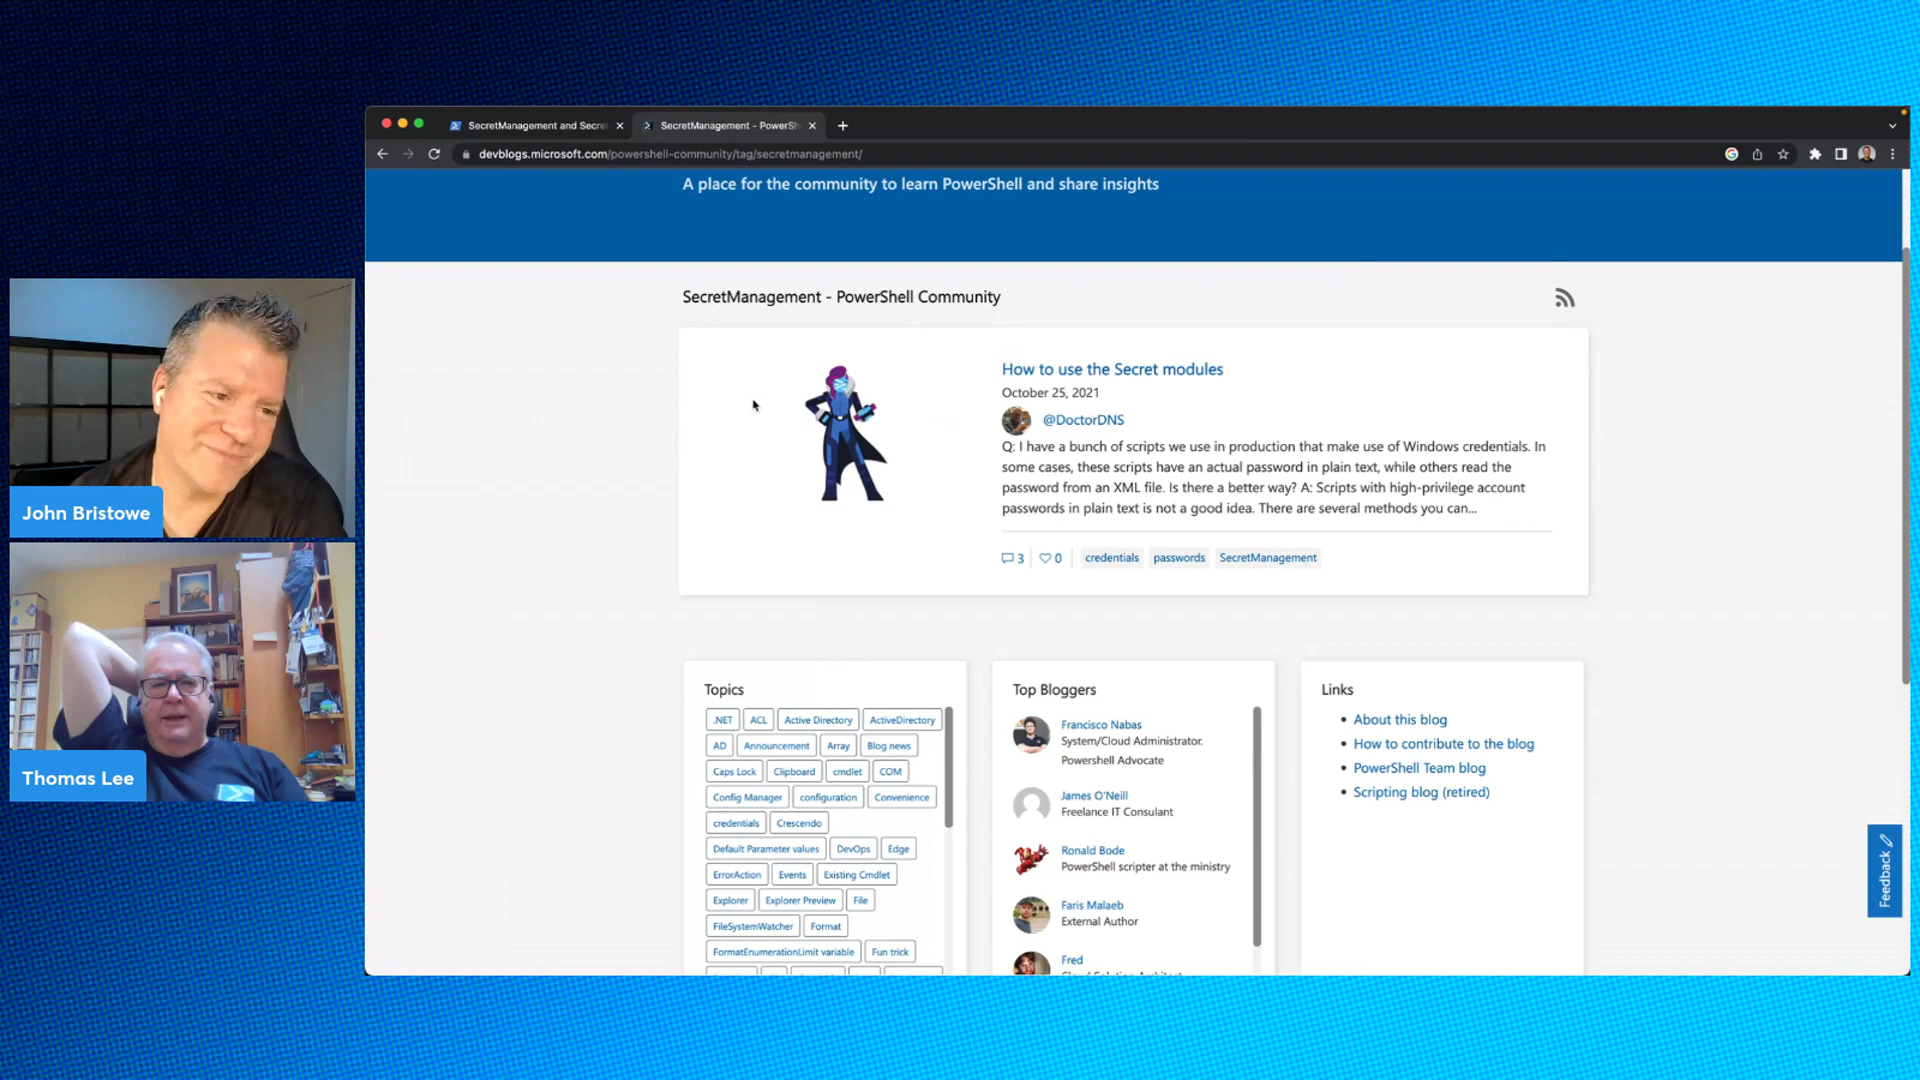 SecretManagement and Secre
SecretManagement - PowerSh
devblogs.microsoft.com/powershell-community/tag/secretmanagement/
A place for the community to learn PowerShell and share insights
SecretManagement - PowerShell Community
How to use the Secret modules
October 25, 2021
@DoctorDNS
Q: I have a bunch of scripts we use in production that make use of Windows credentials. In
some cases, these scripts have an actual password in plain text, while others read the
password from an XML file. Is there a better way? A: Scripts with high-privilege account
passwords in plain text is not a good idea. There are several methods you can...
3 0 credentials passwords SecretManagement
John Bristowe
Thomas Lee
Topics
.NET ACL Active Directory ActiveDirectory
AD Announcement Array Blog news
Caps Lock Clipboard cmdlet COM
Config Manager configuration Convenience
credentials Crescendo
Default Parameter values DevOps Edge
ErrorAction Events Existing Cmdlet
Explorer Explorer Preview File
FileSystemWatcher Format
FormatEnumerationLimit variable Fun trick
Top Bloggers
Francisco Nabas
System/Cloud Administrator.
Powershell Advocate
James O'Neill
Freelance IT Consulant
Ronald Bode
PowerShell scripter at the ministry
Faris Malaeb
External Author
Fred
Links
About this blog
How to contribute to the blog
PowerShell Team blog
Scripting blog (retired)
Feedback